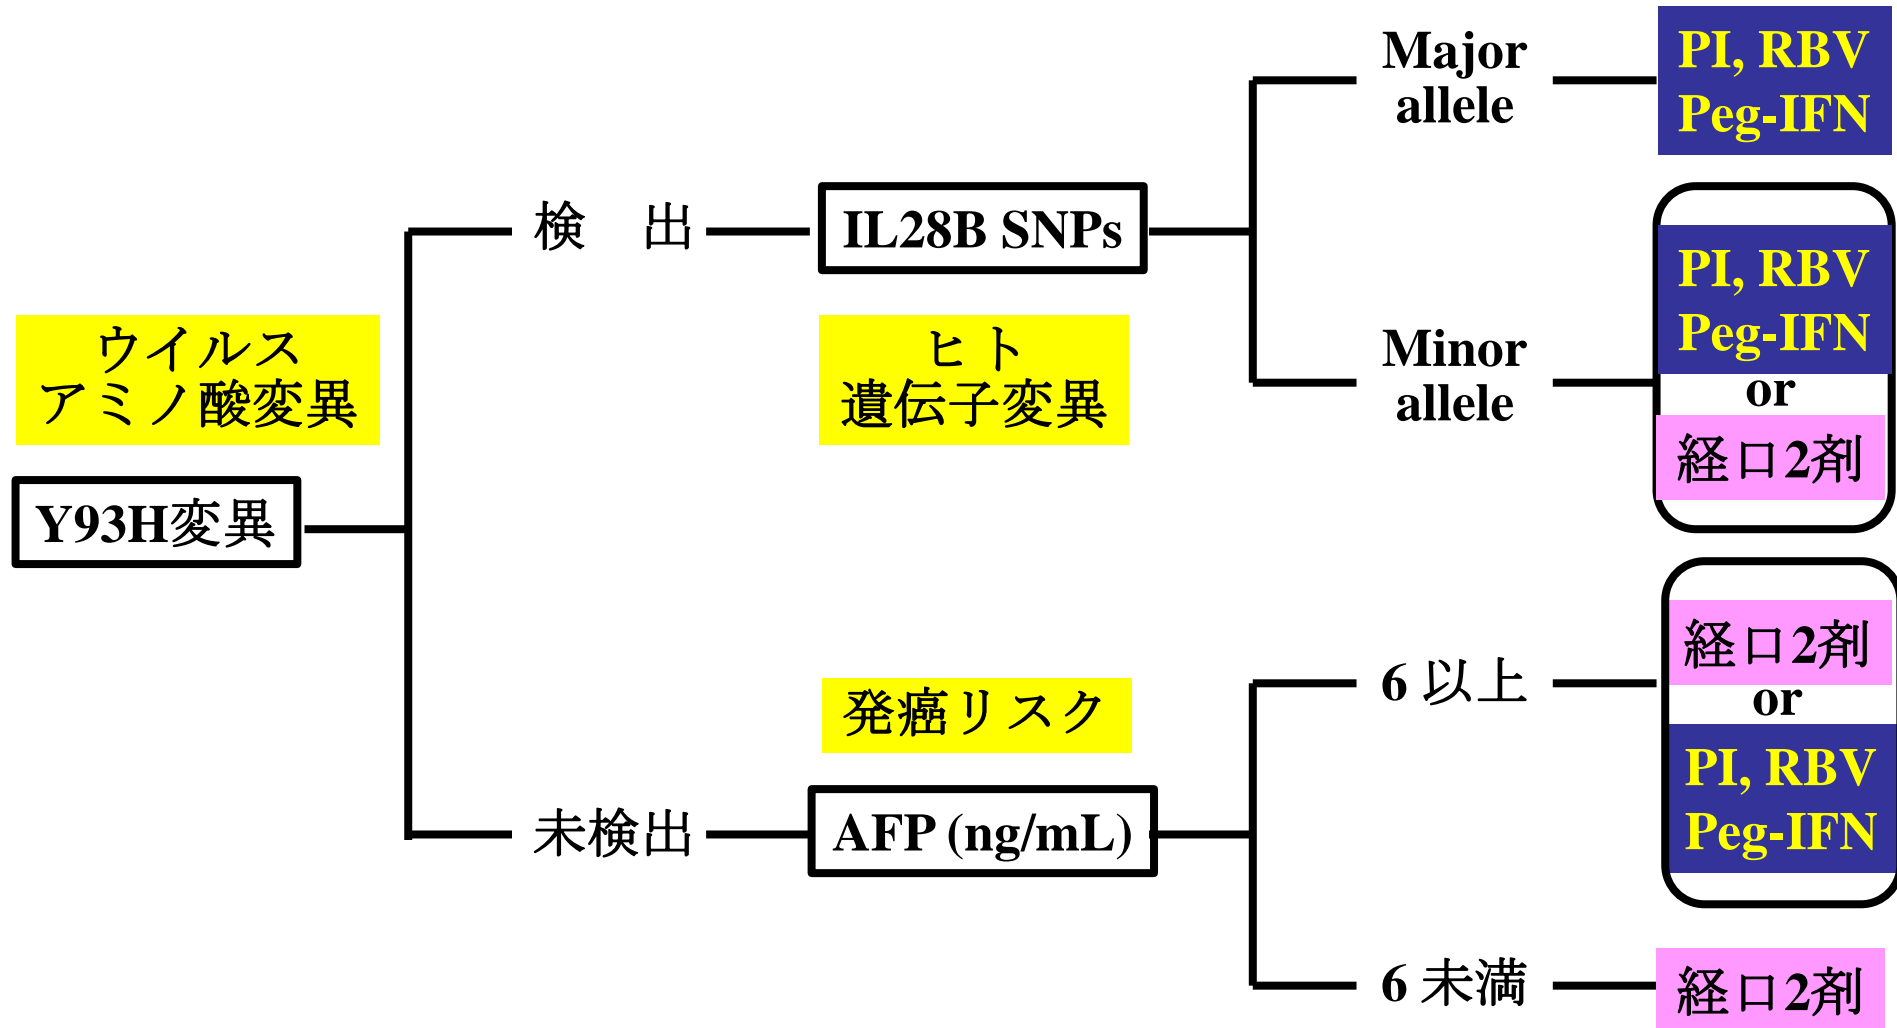 ウイルス
アミノ酸変異
Y93H変異
検　出
IL28B SNPs
ヒト
遺伝子変異
Major
allele
PI, RBV
Peg-IFN
Minor
allele
PI, RBV
Peg-IFN
or
経口2剤
未検出
発癌リスク
AFP (ng/mL)
6 以上
経口2剤
or
PI, RBV
Peg-IFN
6 未満
経口2剤